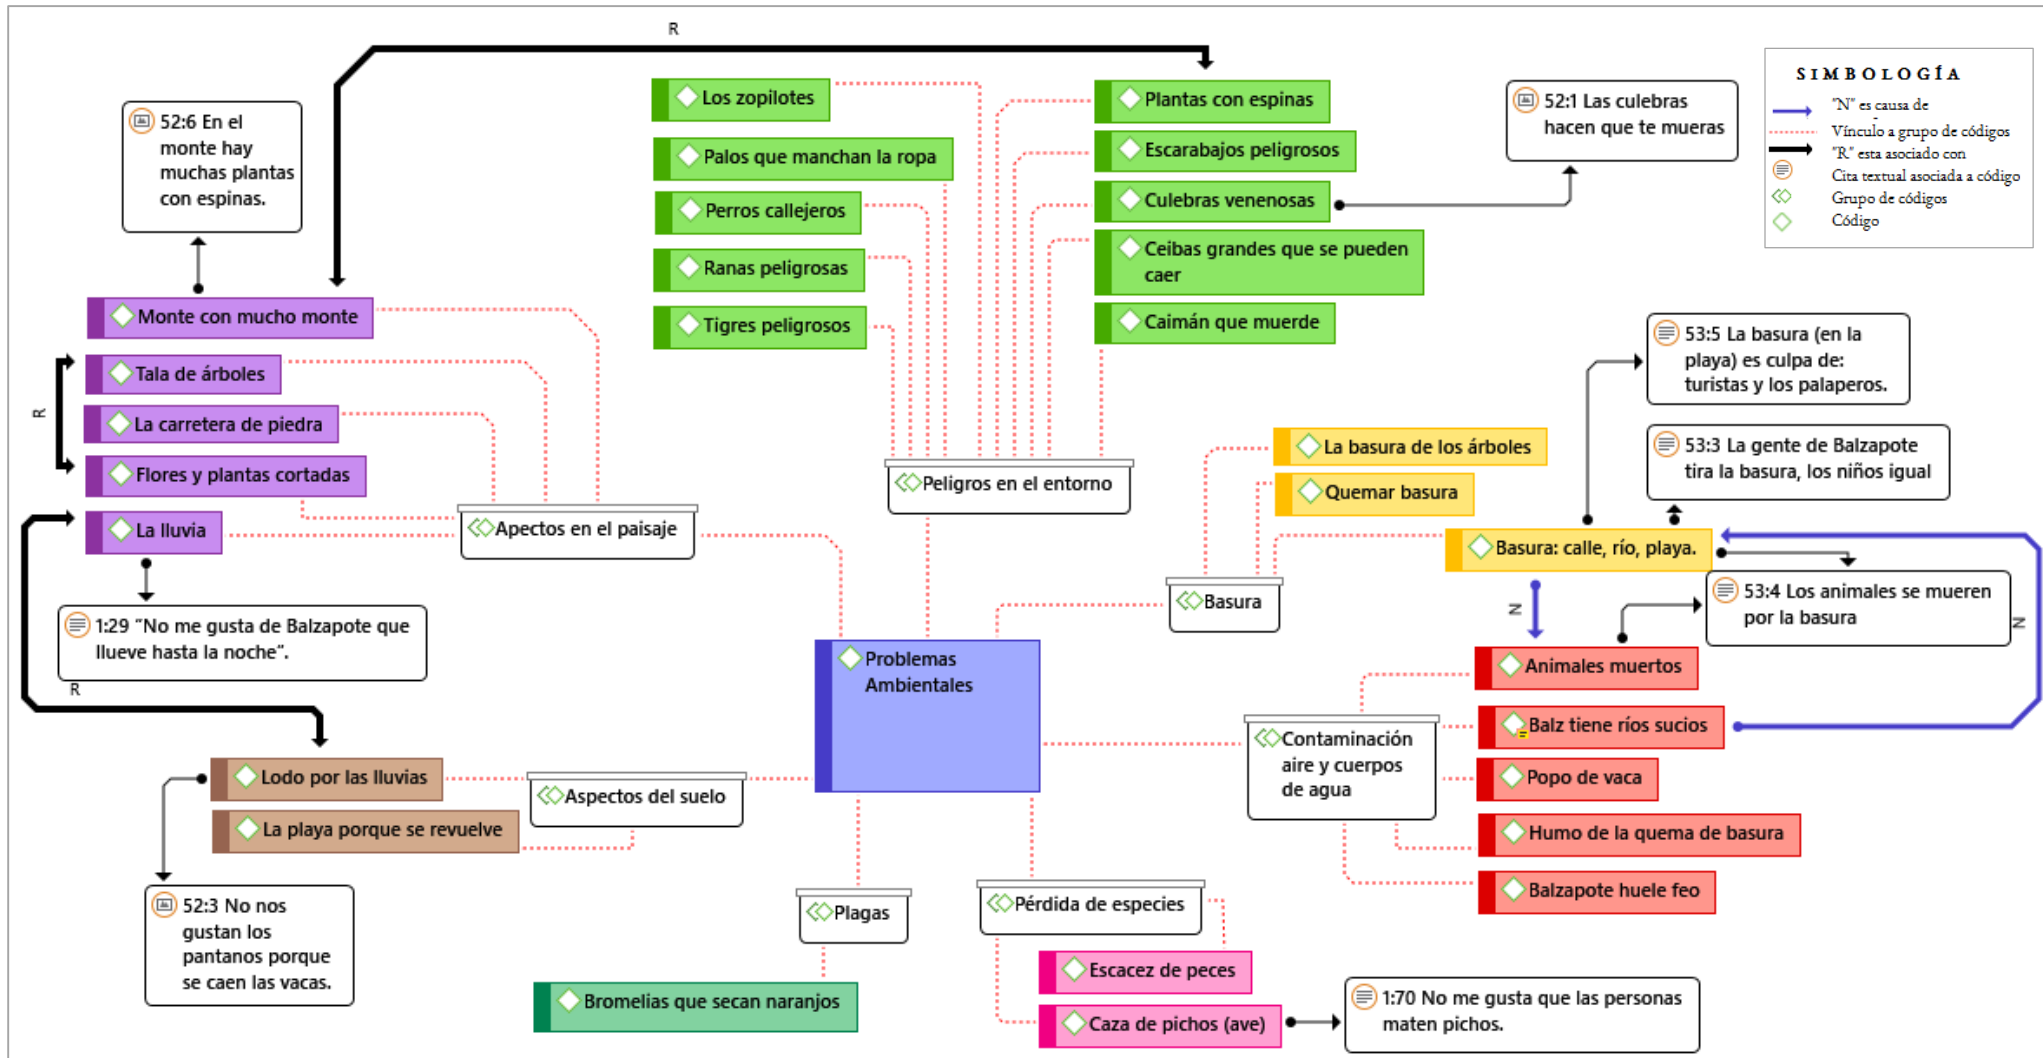 R
SIMBOLOGÍA
"N" es causa de
Vínculo a grupo de códigos
"R" esta asociado con
Cita textual asociada a código
Grupo de códigos
Código
52:6 En el
monte hay
muchas plantas
con espinas.
Los zopilotes
Palos que manchan la ropa
Perros callejeros
Ranas peligrosas
Tigres peligrosos
Plantas con espinas
Escarabajos peligrosos
Culebras venenosas
Ceibas grandes que se pueden
caer
Caimán que muerde
52:1 Las culebras
hacen que te mueras
Monte con mucho monte
Tala de árboles
La carretera de piedra
Flores y plantas cortadas
La lluvia
R
Apectos en el paisaje
Peligros en el entorno
1:29 “No me gusta de Balzapote que
llueve hasta la noche”.
R
53:5 La basura (en la
playa) es culpa de:
turistas y los palaperos.
53:3 La gente de Balzapote
tira la basura, los niños igual
La basura de los árboles
Quemar basura
Basura: calle, río, playa.
Basura
53:4 Los animales se mueren
por la basura
N
N
Problemas
Ambientales
Animales muertos
Balz tiene ríos sucios
Popo de vaca
Humo de la quema de basura
Balzapote huele feo
Contaminación
aire y cuerpos
de agua
Lodo por las lluvias
La playa porque se revuelve
Aspectos del suelo
52:3 No nos
gustan los
pantanos porque
se caen las vacas.
Plagas
Bromelias que secan naranjos
Pérdida de especies
Escacez de peces
Caza de pichos (ave)
1:70 No me gusta que las personas
maten pichos.